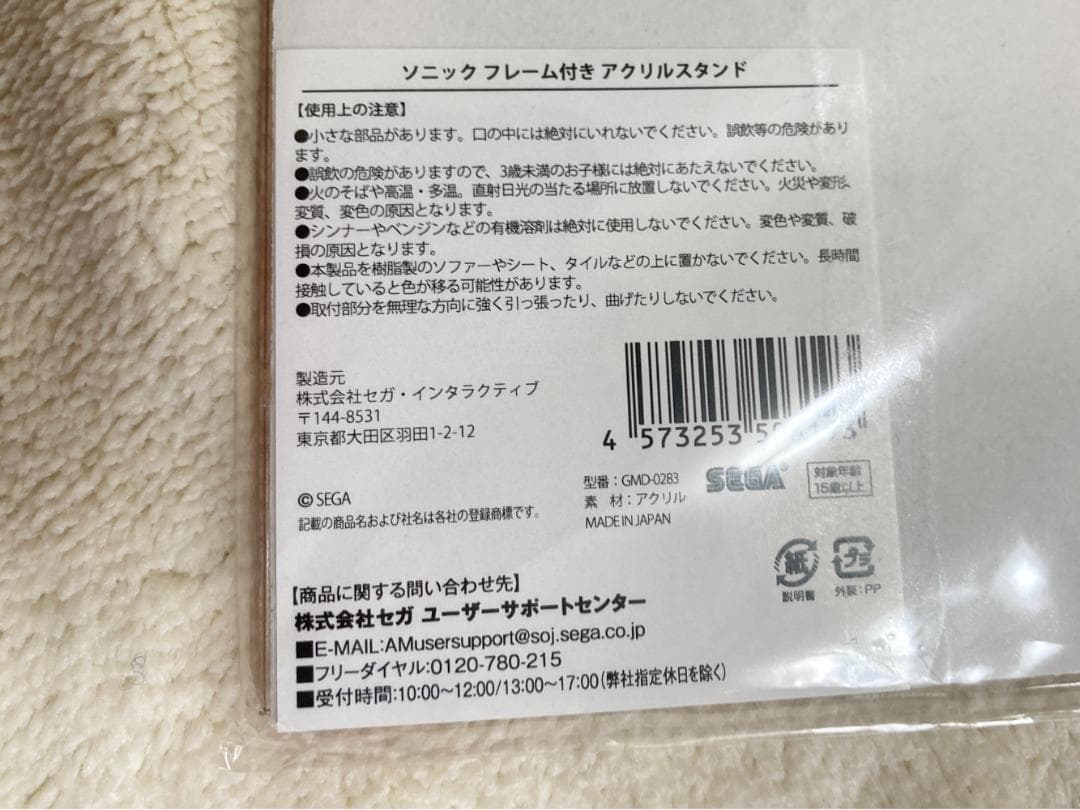 ソニック フレーム付き アクリルスタンド
【使用上の注意】
●小さな部品があります。口の中には絶対にいれないでください。誤飲等の危険があり
ます。
●誤飲の危険がありますので、3歳未満のお子様には絶対にあたえないでください。
●火のそばや高温・多温。直射日光の当たる場所に放置しないでください。火災や変形、
変質、変色の原因となります。
●シンナーやベンジンなどの有機溶剤は絶対に使用しないでください。変色や変質、破
損の原因となります。
●本製品を樹脂製のソファーやシート、タイルなどの上に置かないでください。長時間
接触していると色が移る可能性があります。
●取付部分を無理な方向に強く引っ張ったり、曲げたりしないでください。
製造元
株式会社セガ・インタラクティブ
〒144-8531
東京都大田区羽田1-2-12
4 573253
型番：GMD-0283
素 材：アクリル
MADE IN JAPAN
SEGA®
対象年齢
15歳以上
© SEGA
記載の商品名および社名は各社の登録商標です。
紙
説明書
プラ
外装：PP
【商品に関する問い合わせ先】
株式会社セガ ユーザーサポートセンター
■E-MAIL:AMusersupport@soj.sega.co.jp
■フリーダイヤル:0120-780-215
■受付時間:10:00～12:00/13:00～17:00(弊社指定休日を除く)